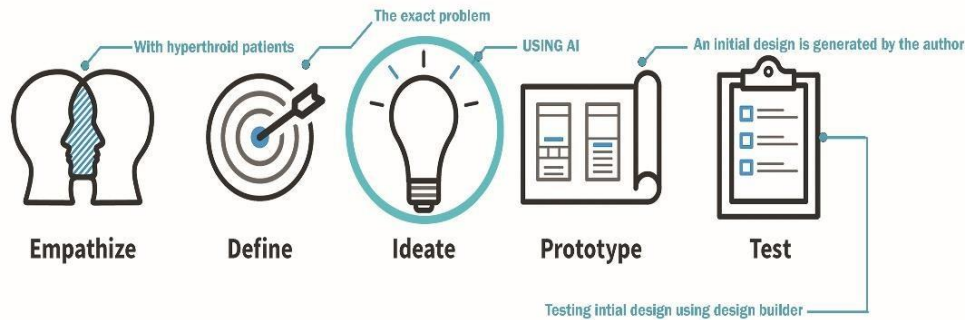 The exact problem
With hyperthroid patients
USING AI
An initial design is generated by the author
Empathize
Define
Ideate
Prototype
Test
Testing intial design using design builder